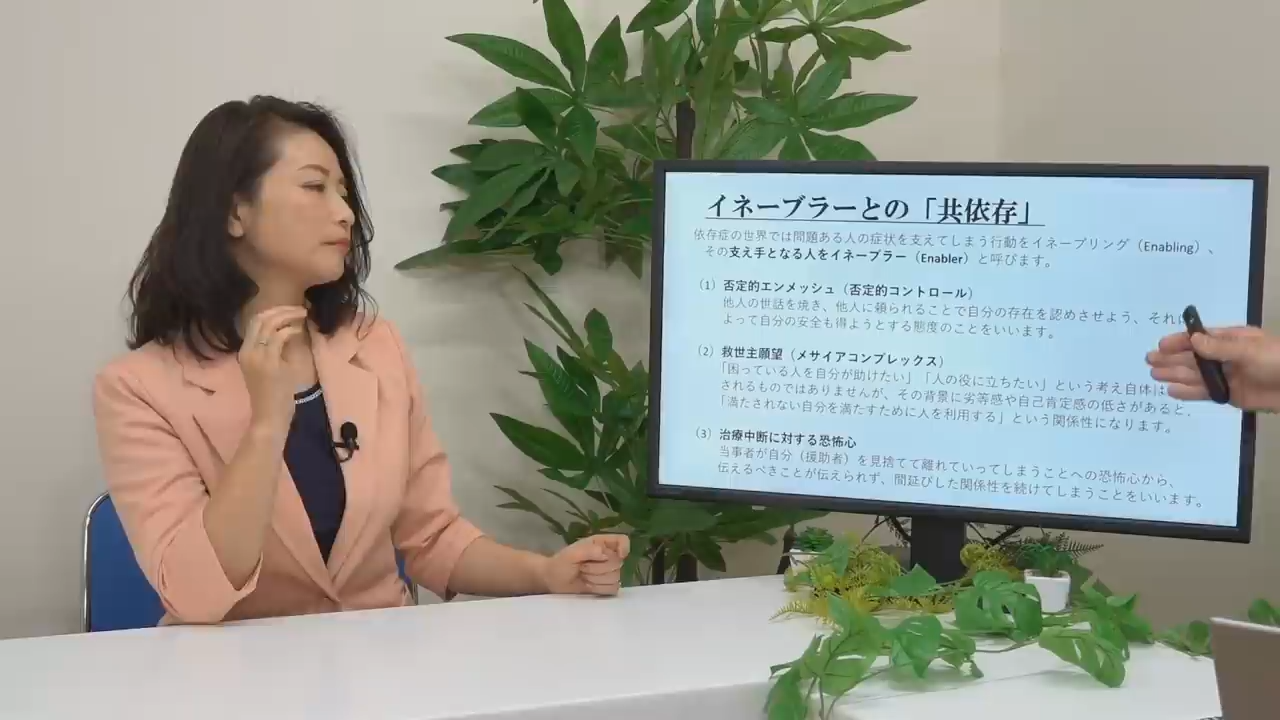 イネーブラーとの「共依存」
依存症の世界では問題ある人の症状を支えてしまう行動をイネーブリング（Enabling）、
その支え手となる人をイネーブラー（Enabler）と呼びます。
（1）否定的エンメッシュ（否定的コントロール）
他人の世話を焼き、他人に頼られることで自分の存在を認めさせよう、それに
よって自分の安全も得ようとする態度のことをいいます。
（2）救世主願望（メサイアコンプレックス）
「困っている人を自分が助けたい」「人の役に立ちたい」という考え自体は
されるものではありませんが、その背景に劣等感や自己肯定感の低さがあると、
「満たされない自分を満たすために人を利用する」という関係性になります。
（3）治療中断に対する恐怖心
当事者が自分（援助者）を見捨てて離れていってしまうことへの恐怖心から、
伝えるべきことが伝えられず、間延びした関係性を続けてしまうことをいいます。